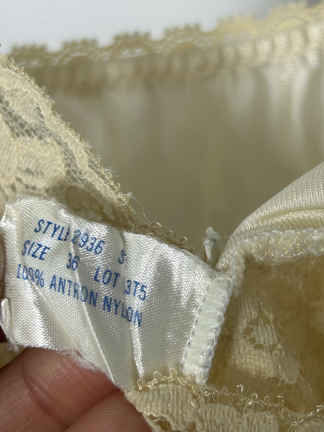 STYLE 2936 S
SIZE 36 LOT 3T5
100% ANTRON NYLON